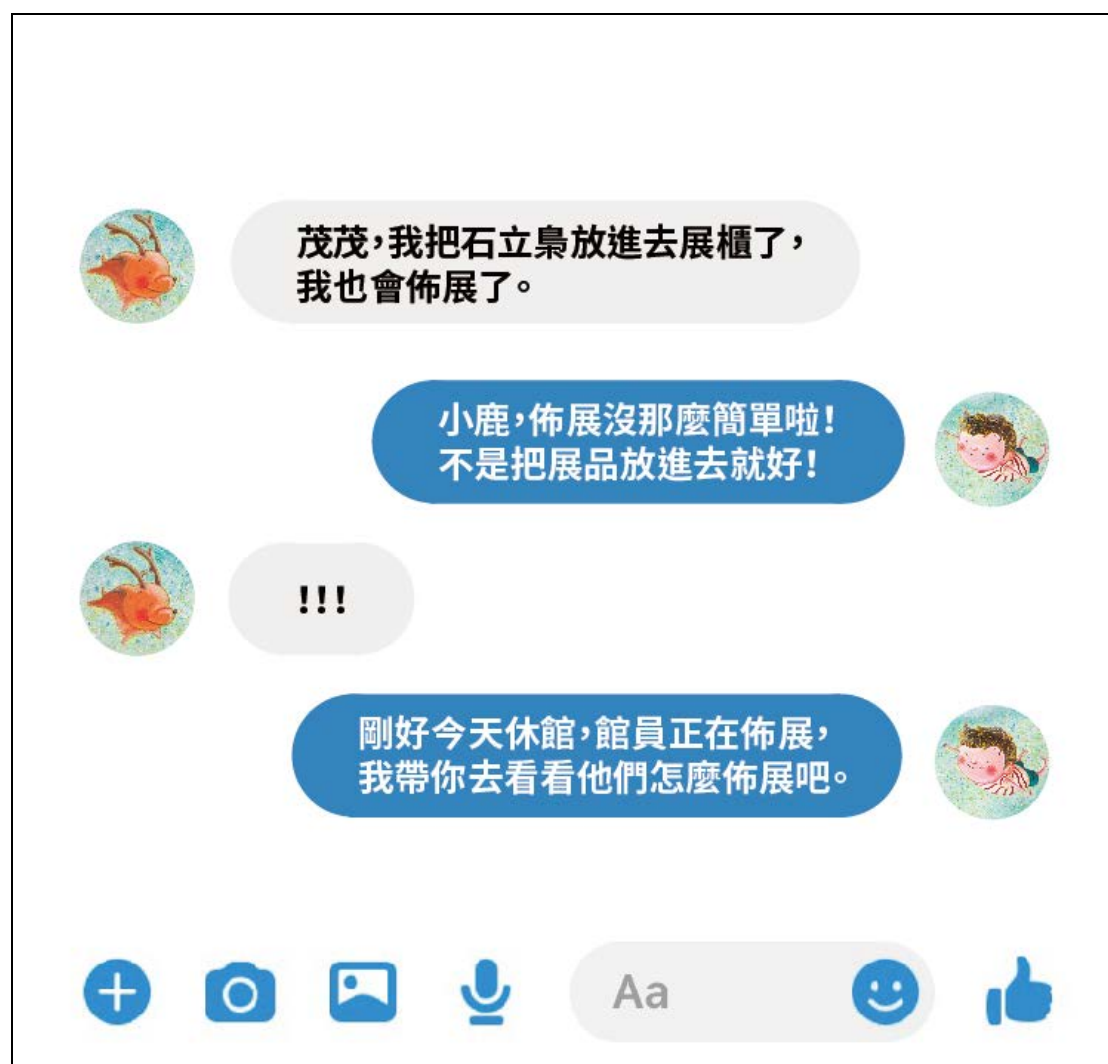 茂茂，我把石立梟放進去展櫃了，
我也會佈展了。
小鹿，佈展沒那麼簡單啦！
不是把展品放進去就好！
!!!
剛好今天休館，館員正在佈展，
我帶你去看看他們怎麼佈展吧。
Aa